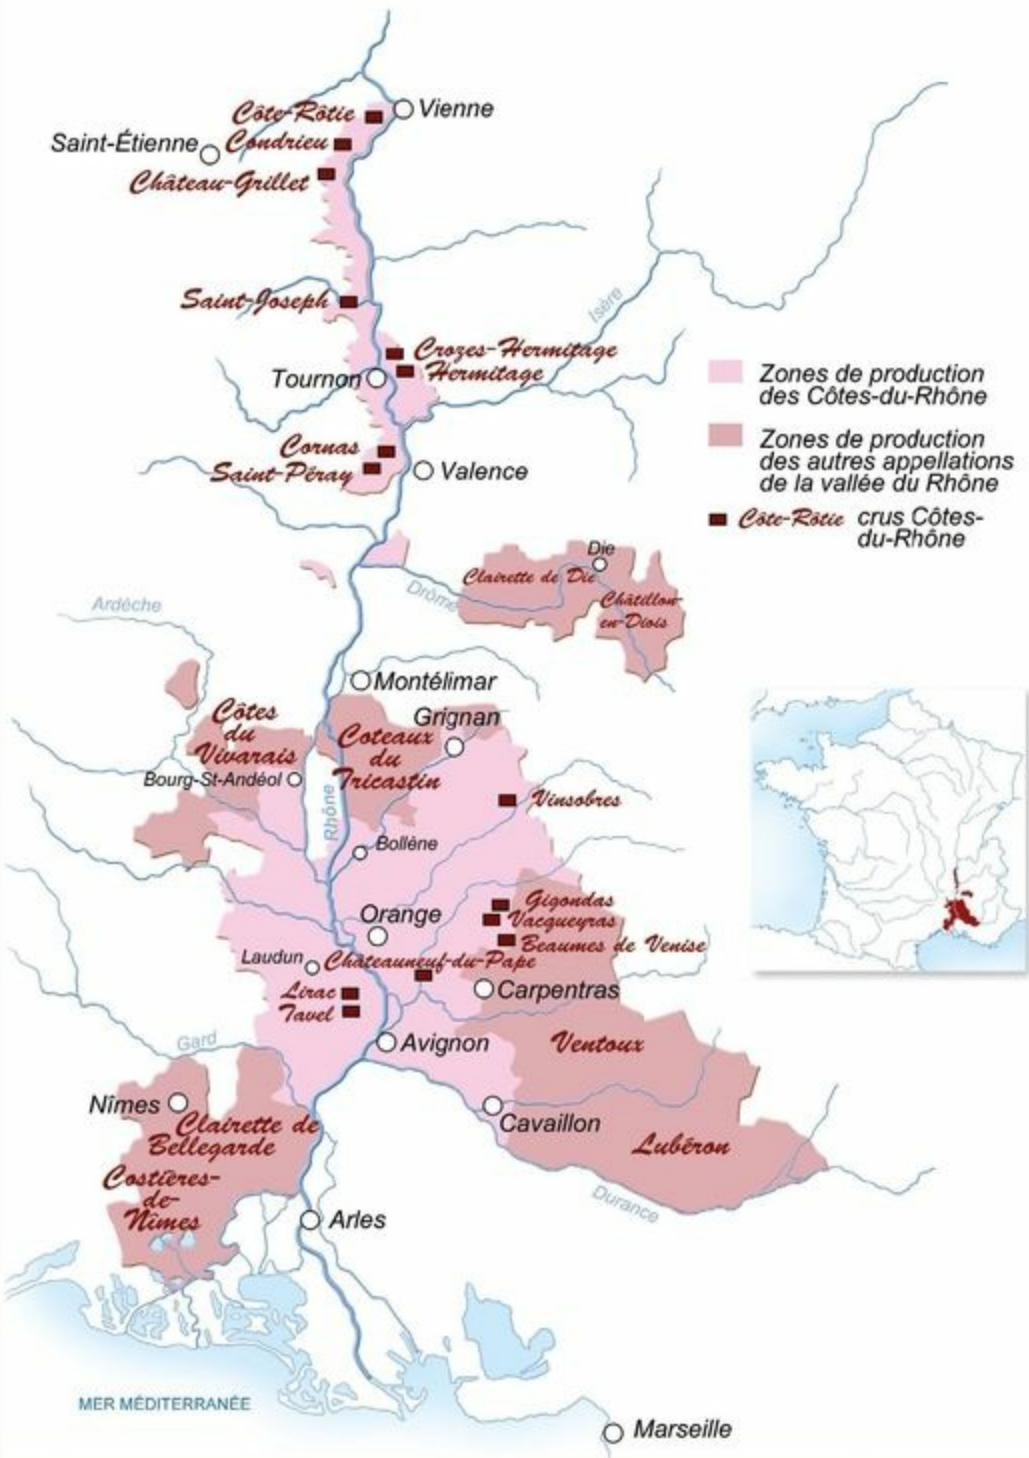 Vienne
Côte-Rôtie
Saint-Étienne
Condrieu
Château-Grillet
Saint-Joseph
Isère
Crozes-Hermitage
Hermitage
Tournon
Zones de production
des Côtes-du-Rhône
Zones de production
des autres appellations
de la vallée du Rhône
Côte-Rôtie crus Côtes-
du-Rhône
Cornas
Saint-Péray
Valence
Die
Clairette de Die
Châtillon-
en-Diois
Drôme
Ardèche
Montélimar
Grignan
Côtes
du
Vivarais
Coteaux
du
Tricastin
Bourg-St-Andéol
Rhône
Vinsobres
Bollène
Gigondas
Vacqueyras
Beaumes de Venise
Orange
Laudun
Châteauneuf-du-Pape
Lirac
Tavel
Carpentras
Avignon
Ventoux
Gard
Nîmes
Clairette de
Bellegarde
Cavaillon
Lubéron
Costières-
de-
Nîmes
Durance
Arles
MER MÉDITERRANÉE
Marseille